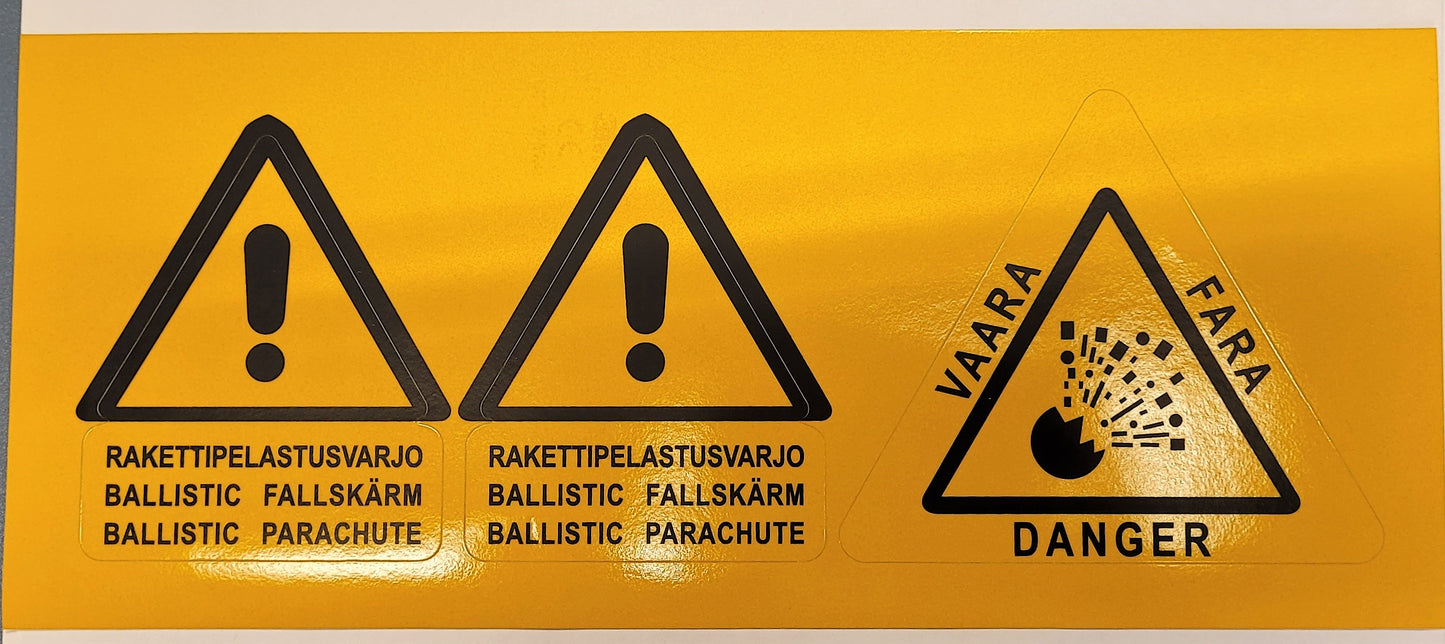 RAKETTIPELASTUSVARJO
BALLISTIC FALLSKÄRM
BALLISTIC PARACHUTE
RAKETTIPELASTUSVARJO
BALLISTIC FALLSKÄRM
BALLISTIC PARACHUTE
VAARA
FARA
DANGER